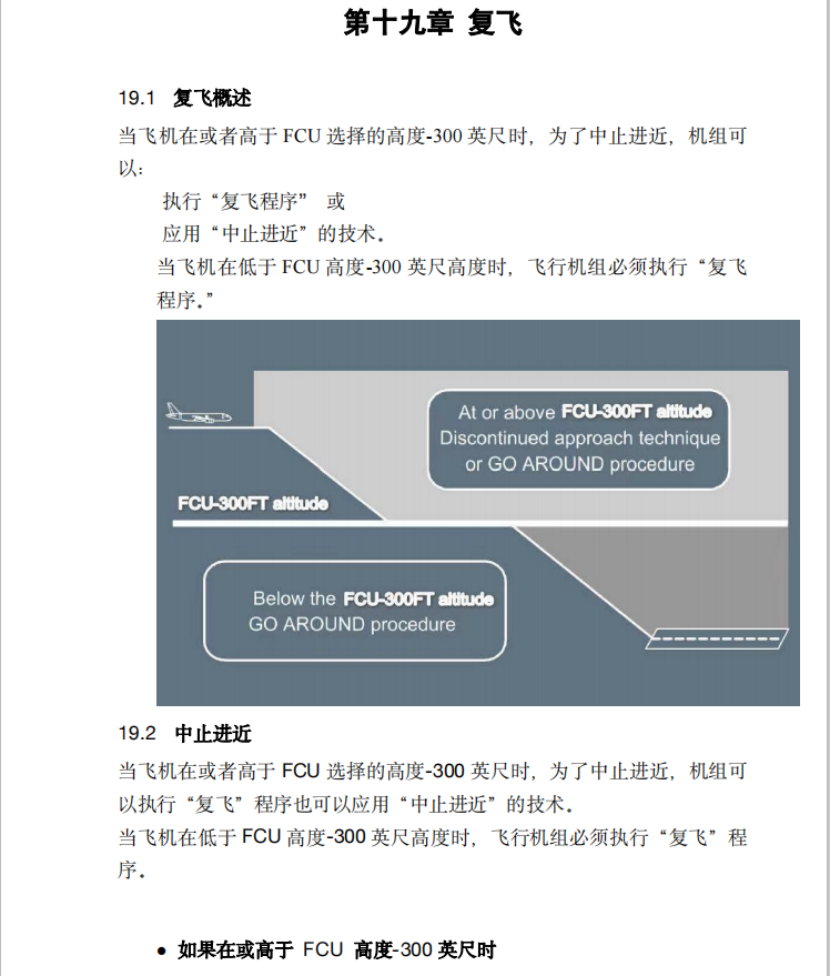 第十九章 复飞
19.1 复飞概述
当飞机在或者高于 FCU 选择的高度-300 英尺时，为了中止进近，机组可
以：
执行“复飞程序” 或
应用“中止进近”的技术。
当飞机在低于 FCU 高度-300 英尺高度时，飞行机组必须执行“复飞
程序。”
At or above FCU-300FT altitude
Discontinued approach technique
or GO AROUND procedure
FCU-300FT altitude
Below the FCU-300FT altitude
GO AROUND procedure
19.2 中止进近
当飞机在或者高于 FCU 选择的高度-300 英尺时，为了中止进近，机组可
以执行“复飞”程序也可以应用“中止进近”的技术。
当飞机在低于 FCU 高度-300 英尺高度时，飞行机组必须执行“复飞”程
序。
● 如果在或高于 FCU 高度-300 英尺时